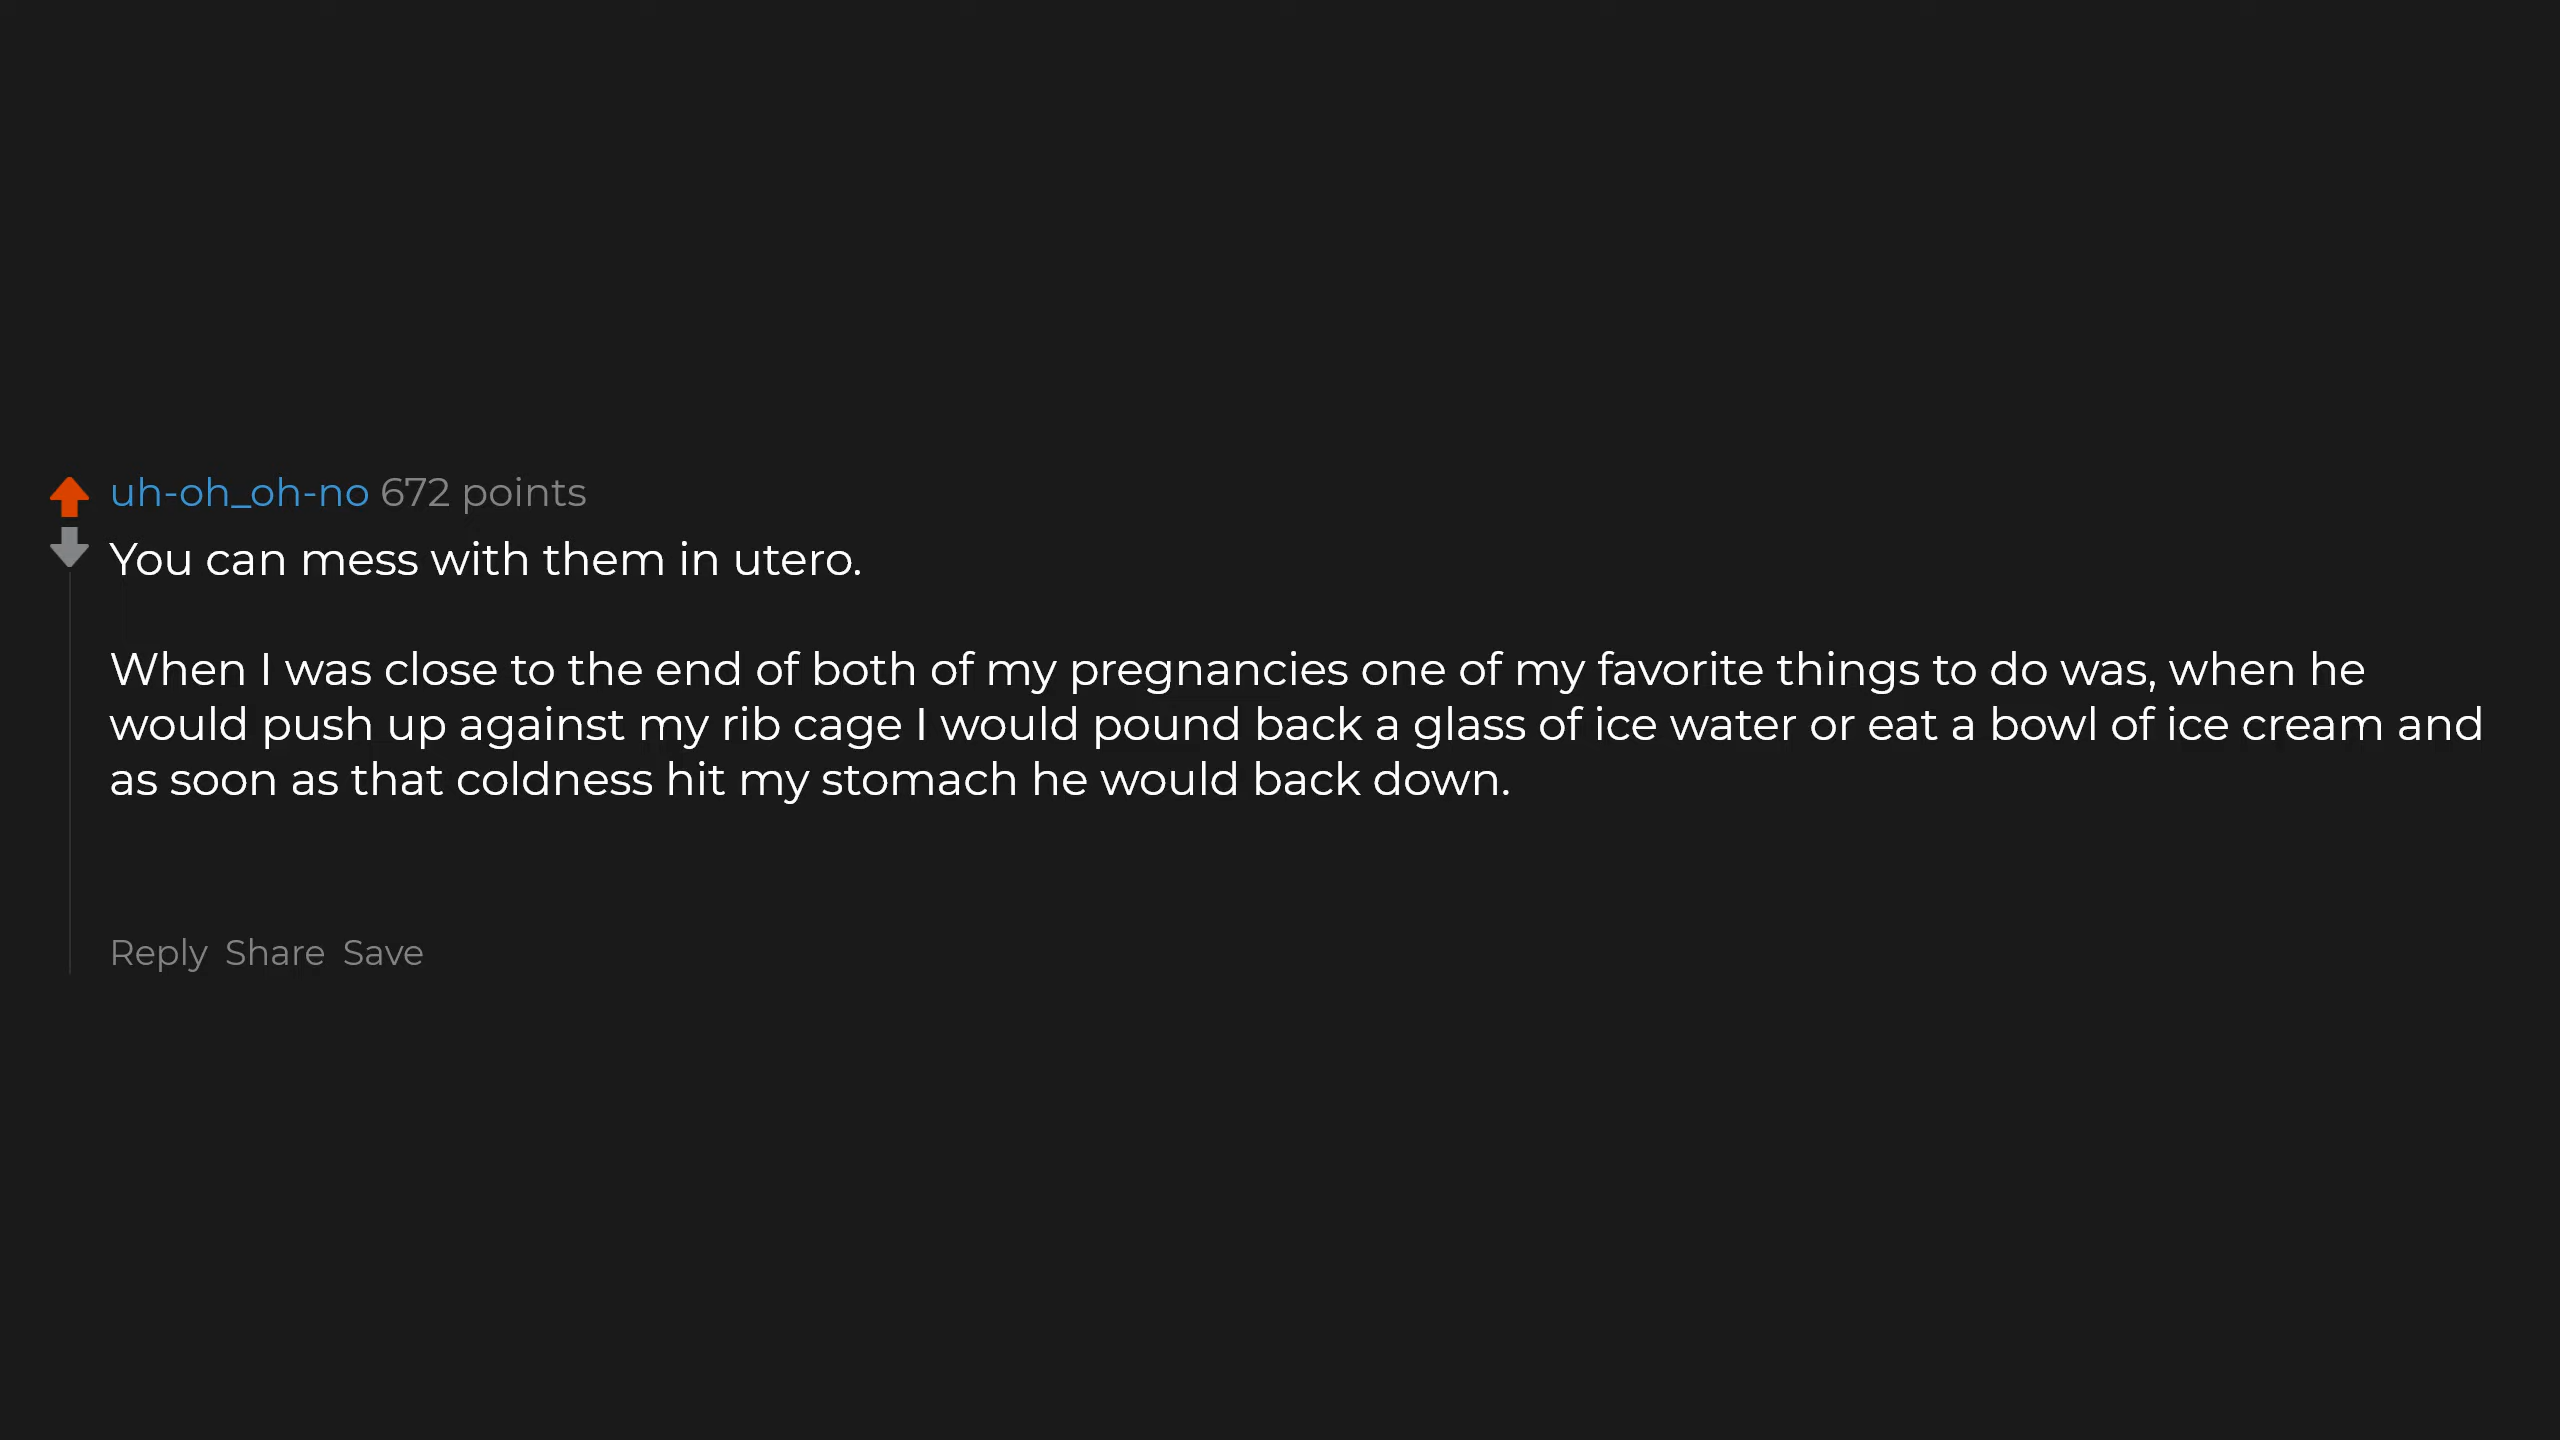 uh-oh_oh-no 672 points
You can mess with them in utero.
When I was close to the end of both of my pregnancies one of my favorite things to do was, when he
would push up against my rib cage I would pound back a glass of ice water or eat a bowl of ice cream and
as soon as that coldness hit my stomach he would back down.
Reply Share Save